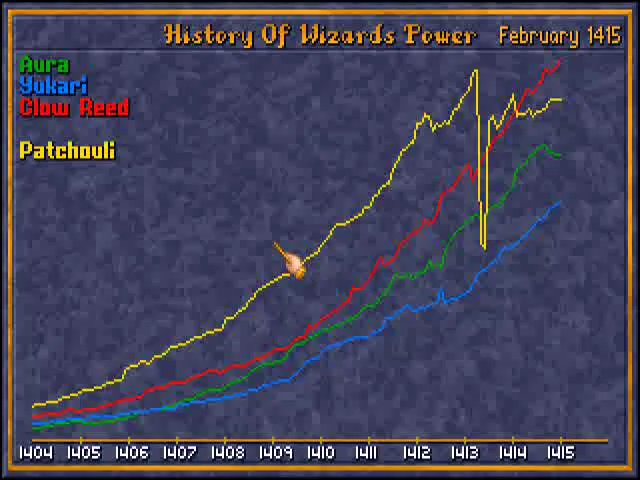 History Of Wizards Power February 1415
Aura
Yukari
Clow Reed
Patchouli
1404 1405 1406 1407 1408 1409 1410 1411 1412 1413 1414 1415